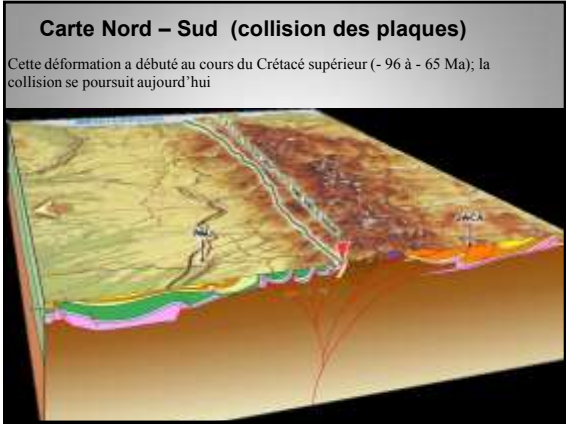 Carte Nord – Sud (collision des plaques)
Cette déformation a débuté au cours du Crétacé supérieur (- 96 à - 65 Ma); la
collision se poursuit aujourd’hui
JACA